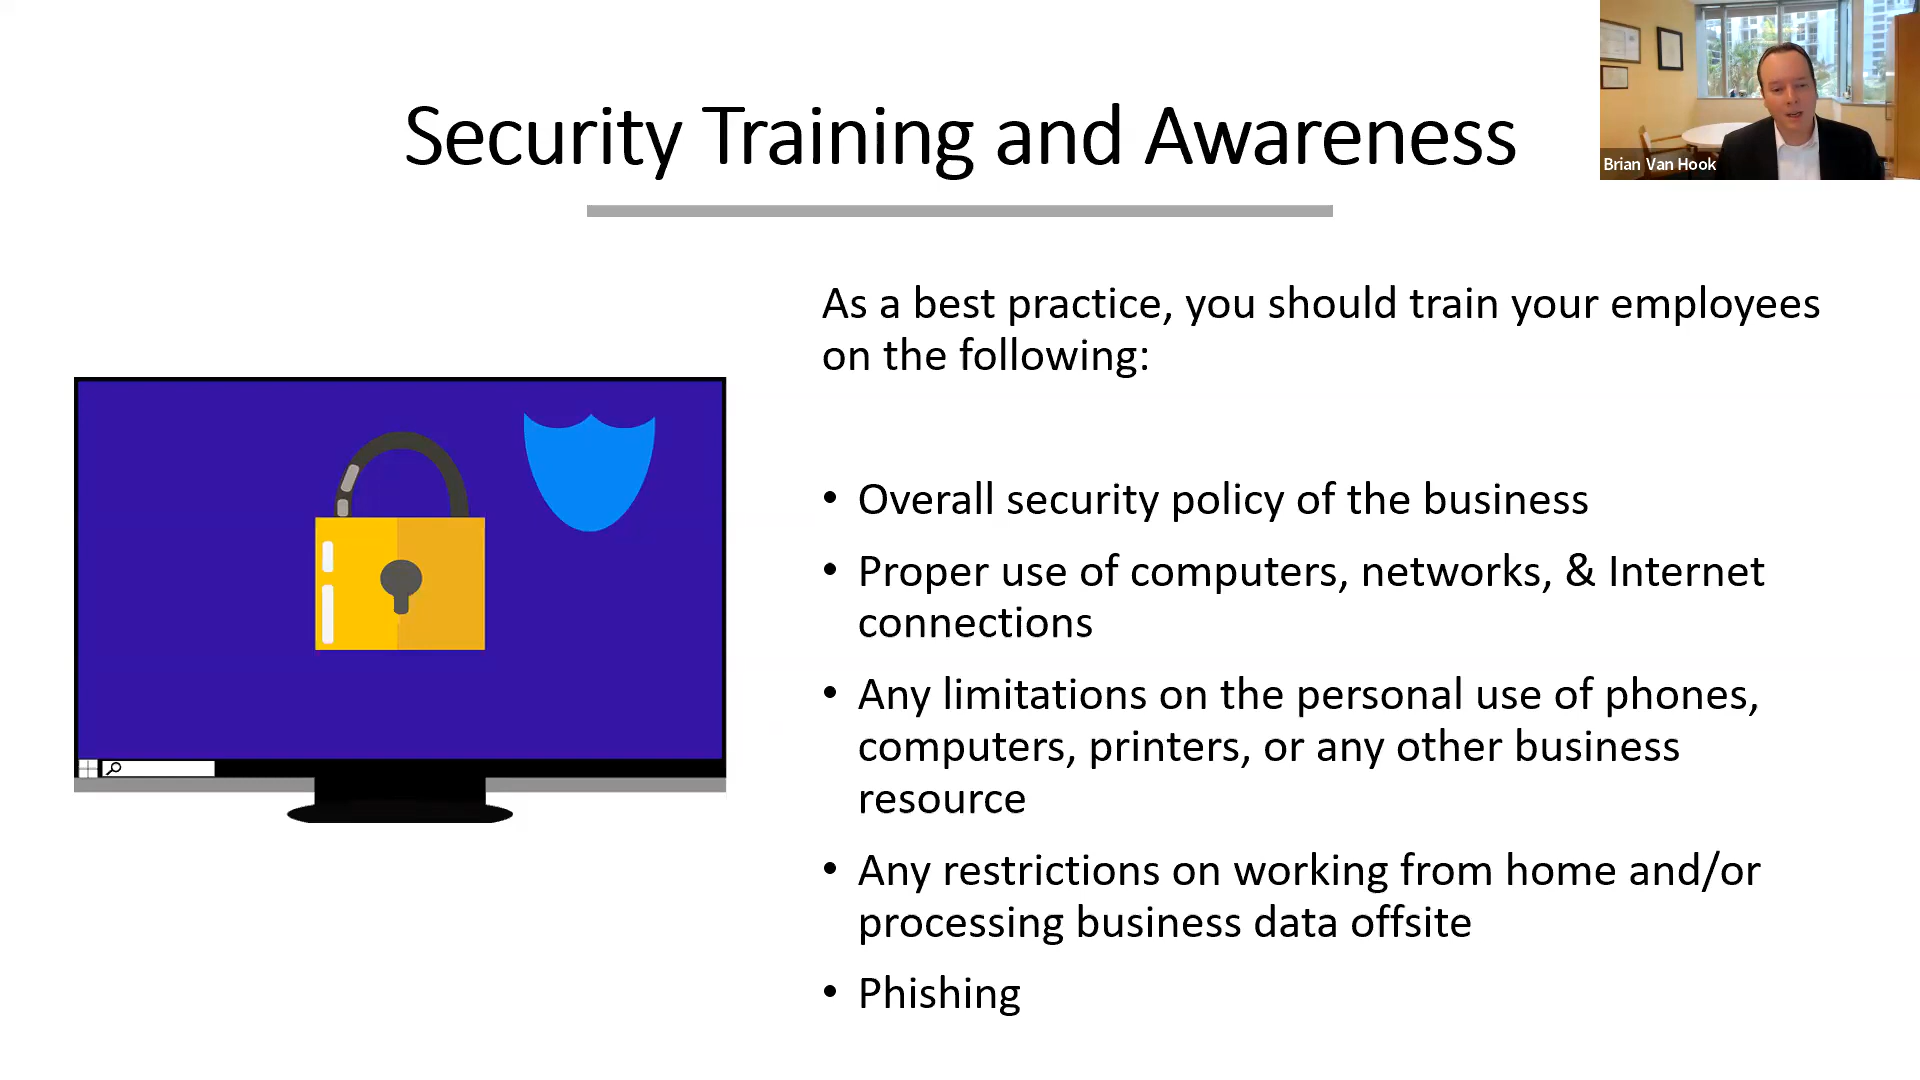 Security Training and Awareness
Brian Van Hook
As a best practice, you should train your employees
on the following:
• Overall security policy of the business
• Proper use of computers, networks, & Internet
connections
• Any limitations on the personal use of phones,
computers, printers, or any other business
resource
• Any restrictions on working from home and/or
processing business data offsite
• Phishing